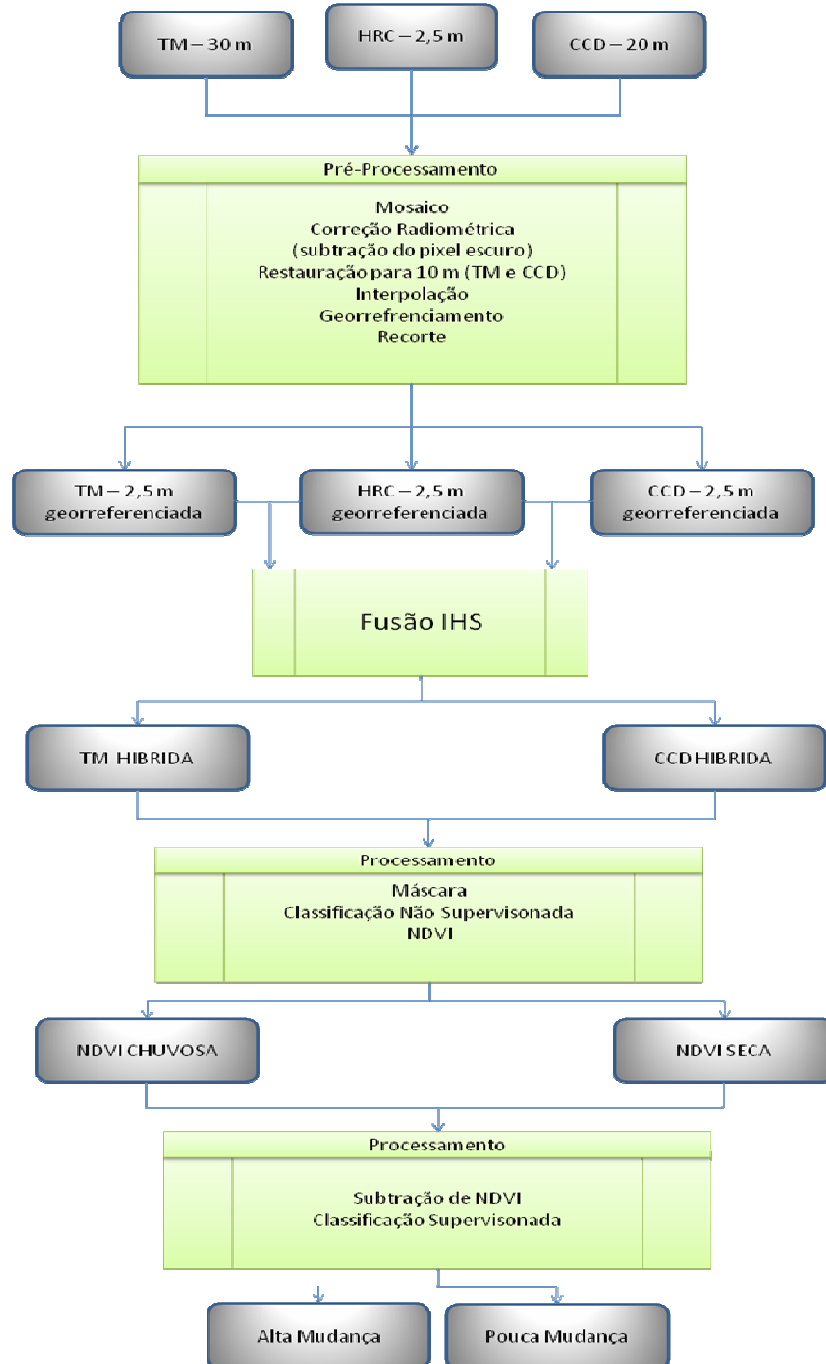 TM – 30 m
HRC – 2,5 m
CCD – 20 m
Pré-Processamento
Mosaico
Correção Radiométrica
(subtração do pixel escuro)
Restauração para 10 m (TM e CCD)
Interpolação
Georrefrenciamento
Recorte
TM – 2,5 m
georreferenciada
HRC – 2,5 m
georreferenciada
CCD – 2,5 m
georreferenciada
Fusão IHS
TM HIBRIDA
CCD HIBRIDA
Processamento
Máscara
Classificação Não Supervisonada
NDVI
NDVI CHUVOSA
NDVI SECA
Processamento
Subtração de NDVI
Classificação Supervisonada
Alta Mudança
Pouca Mudança